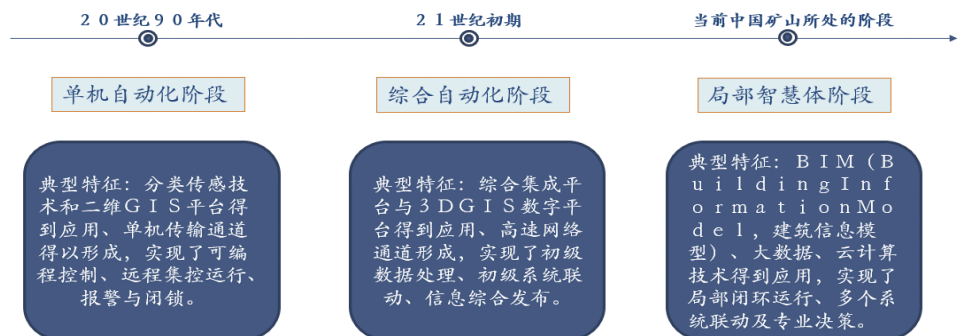 20世纪90年代
21世纪初期
当前中国矿山所处的阶段
单机自动化阶段
综合自动化阶段
局部智慧体阶段
典型特征：分类传感技
术和二维GIS平台得
到应用、单机传输通道
得以形成，实现了可编
程控制、远程集控运行、
报警与闭锁。
典型特征：综合集成平
台与3DGIS数字平
台得到应用、高速网络
通道形成，实现了初级
数据处理、初级系统联
动、信息综合发布。
典型特征：BIM（B
uildingInf
ormationMo
del，建筑信息模
型）、大数据、云计算
技术得到应用，实现了
局部闭环运行、多个系
统联动及专业决策。